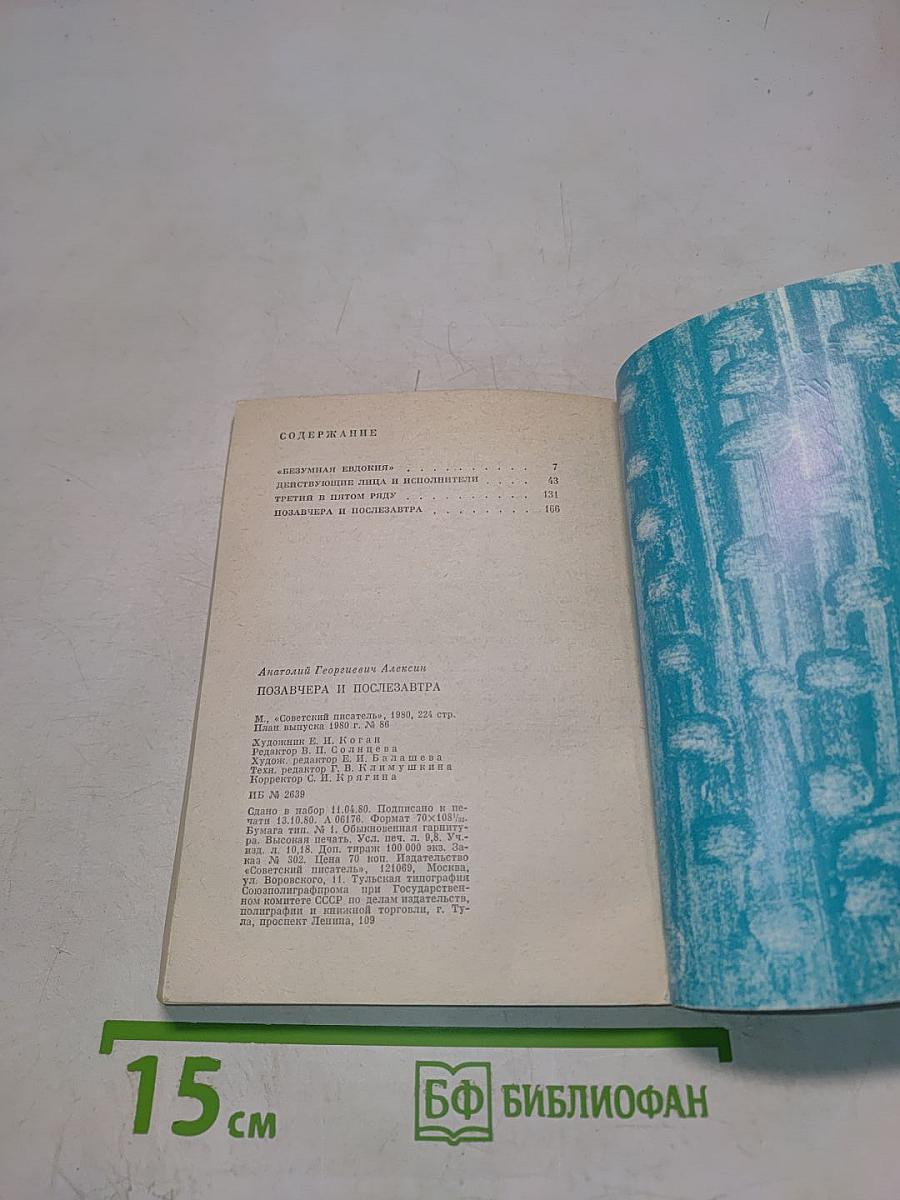 СОДЕРЖАНИЕ
«БЕЗУМНАЯ ЕВДОКИЯ» . . . . . . . . . . 7
ДЕЙСТВУЮЩИЕ ЛИЦА И ИСПОЛНИТЕЛИ . . . . 43
ТРЕТИЙ В ПЯТОМ РЯДУ . . . . . . . . . . 131
ПОЗАВЧЕРА И ПОСЛЕЗАВТРА . . . . . . . . 166
Анатолий Георгиевич Алексин
ПОЗАВЧЕРА И ПОСЛЕЗАВТРА
М., «Советский писатель», 1980, 224 стр.
План выпуска 1980 г. № 86
Художник Е. И. Коган
Редактор В. П. Солнцева
Худож. редактор Е. И. Балашева
Техн. редактор Г. В. Климушкина
Корректор С. И. Крягина
ИБ № 2639
Сдано в набор 11.04.80. Подписано к пе-
чати 13.10.80. А 06176. Формат 70×108¹/₃₂.
Бумага тип. № 1. Обыкновенная гарниту-
ра. Высокая печать. Усл. печ. л. 9,8. Уч.-
изд. л. 10,18. Доп. тираж 100 000 экз. За-
каз № 302. Цена 70 коп. Издательство
«Советский писатель», 121069, Москва,
ул. Воровского, 11. Тульская типография
Союзполиграфпрома при Государствен-
ном комитете СССР по делам издательств,
полиграфии и книжной торговли, г. Ту-
ла, проспект Ленина, 109
15 см
БФ БИБЛИОФАН